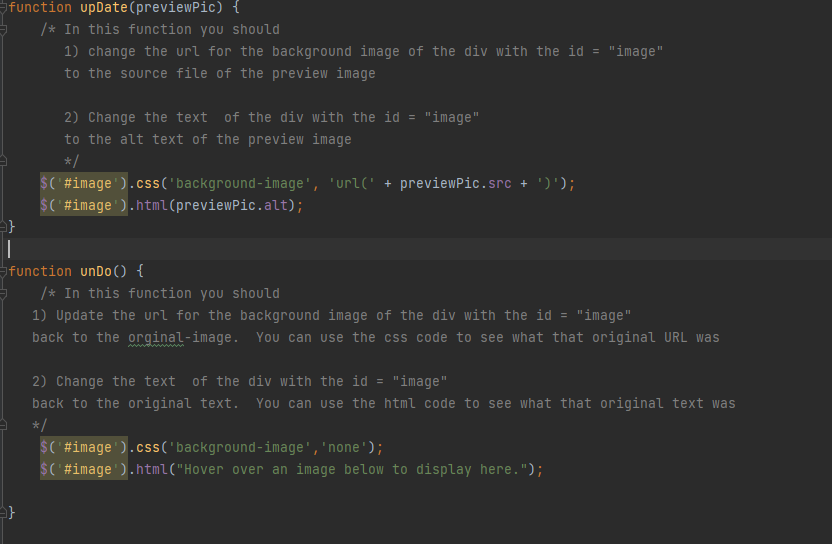 function upDate(previewPic) {
/* In this function you should
1) change the url for the background image of the div with the id = "image"
to the source file of the preview image
2) Change the text  of the div with the id = "image"
to the alt text of the preview image
*/
$('#image').css('background-image', 'url(' + previewPic.src + ')');
$('#image').html(previewPic.alt);
}
function unDo() {
/* In this function you should
1) Update the url for the background image of the div with the id = "image"
back to the orginal-image.  You can use the css code to see what that original URL was
2) Change the text  of the div with the id = "image"
back to the original text.  You can use the html code to see what that original text was
*/
$('#image').css('background-image','none');
$('#image').html("Hover over an image below to display here.");
}